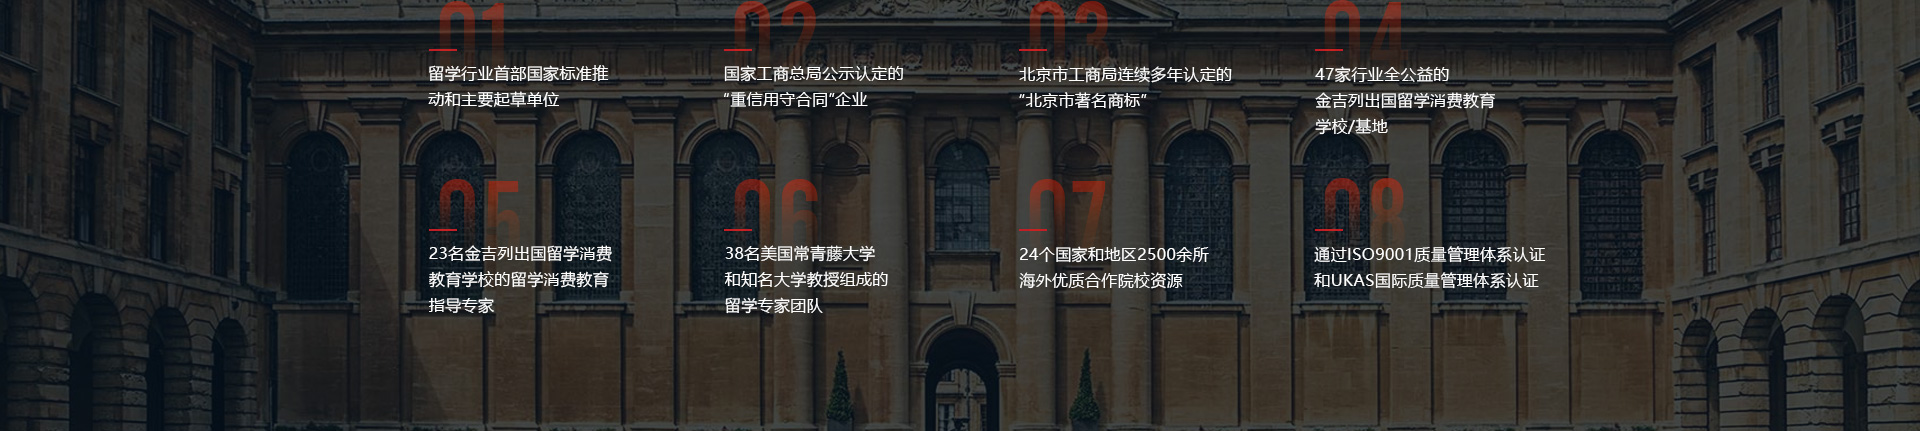 01
留学行业首部国家标准推
动和主要起草单位
02
国家工商总局公示认定的
"重信用守合同"企业
03
北京市工商局连续多年认定的
"北京市著名商标"
04
47家行业全公益的
金吉列出国留学消费教育
学校/基地
05
23名金吉列出国留学消费
教育学校的留学消费教育
指导专家
06
38名美国常青藤大学
和知名大学教授组成的
留学专家团队
07
24个国家和地区2500余所
海外优质合作院校资源
08
通过ISO9001质量管理体系认证
和UKAS国际质量管理体系认证